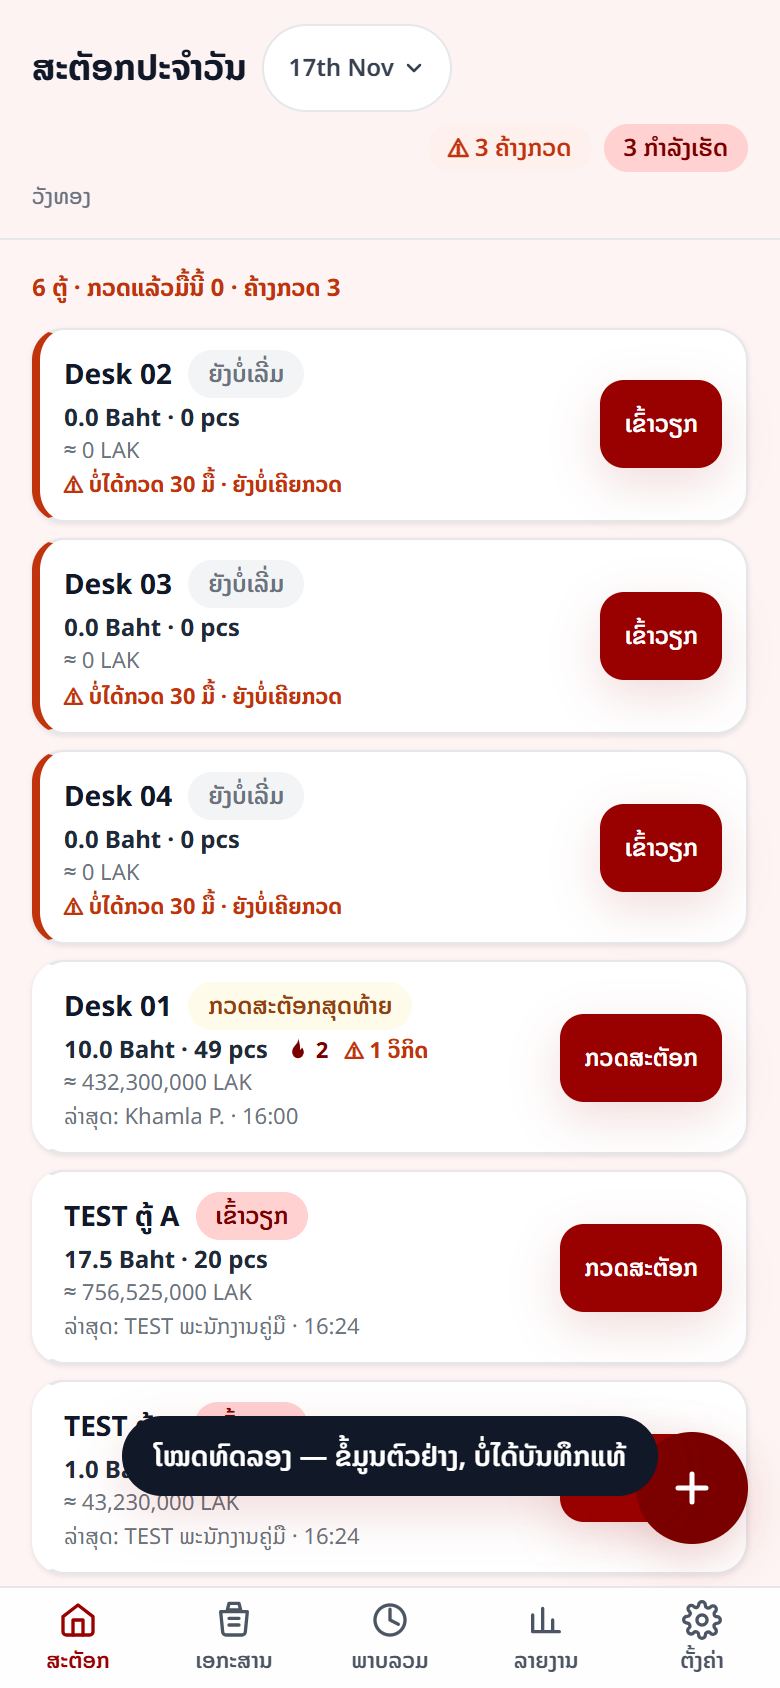 ສະຕັອກປະຈຳວັນ 17th Nov
⚠ 3 ຄ້າງກວດ 3 ກຳລັງເຮັດ
ວັງທອງ
6 ຕູ້ · ກວດແລ້ວມື້ນີ້ 0 · ຄ້າງກວດ 3
Desk 02 ຍັງບໍ່ເລີ່ມ
0.0 Baht · 0 pcs
≈ 0 LAK
⚠ ບໍ່ໄດ້ກວດ 30 ມື້ · ຍັງບໍ່ເຄີຍກວດ
ເຂົ້າວຽກ
Desk 03 ຍັງບໍ່ເລີ່ມ
0.0 Baht · 0 pcs
≈ 0 LAK
⚠ ບໍ່ໄດ້ກວດ 30 ມື້ · ຍັງບໍ່ເຄີຍກວດ
ເຂົ້າວຽກ
Desk 04 ຍັງບໍ່ເລີ່ມ
0.0 Baht · 0 pcs
≈ 0 LAK
⚠ ບໍ່ໄດ້ກວດ 30 ມື້ · ຍັງບໍ່ເຄີຍກວດ
ເຂົ້າວຽກ
Desk 01 ກວດສະຕັອກສຸດທ້າຍ
10.0 Baht · 49 pcs 2 ⚠ 1 ວິກິດ
≈ 432,300,000 LAK
ລ່າສຸດ: Khamla P. · 16:00
ກວດສະຕັອກ
TEST ຕູ້ A ເຂົ້າວຽກ
17.5 Baht · 20 pcs
≈ 756,525,000 LAK
ລ່າສຸດ: TEST ພະນັກງານຄູ່ມື · 16:24
ກວດສະຕັອກ
TEST
1.0
≈ 43,230,000 LAK
ລ່າສຸດ: TEST ພະນັກງານຄູ່ມື · 16:24
ໂໝດທົດລອງ — ຂໍ້ມູນຕົວຢ່າງ, ບໍ່ໄດ້ບັນທຶກແທ້
ສະຕັອກ ເອກະສານ ພາບລວມ ລາຍງານ ຕັ້ງຄ່າ